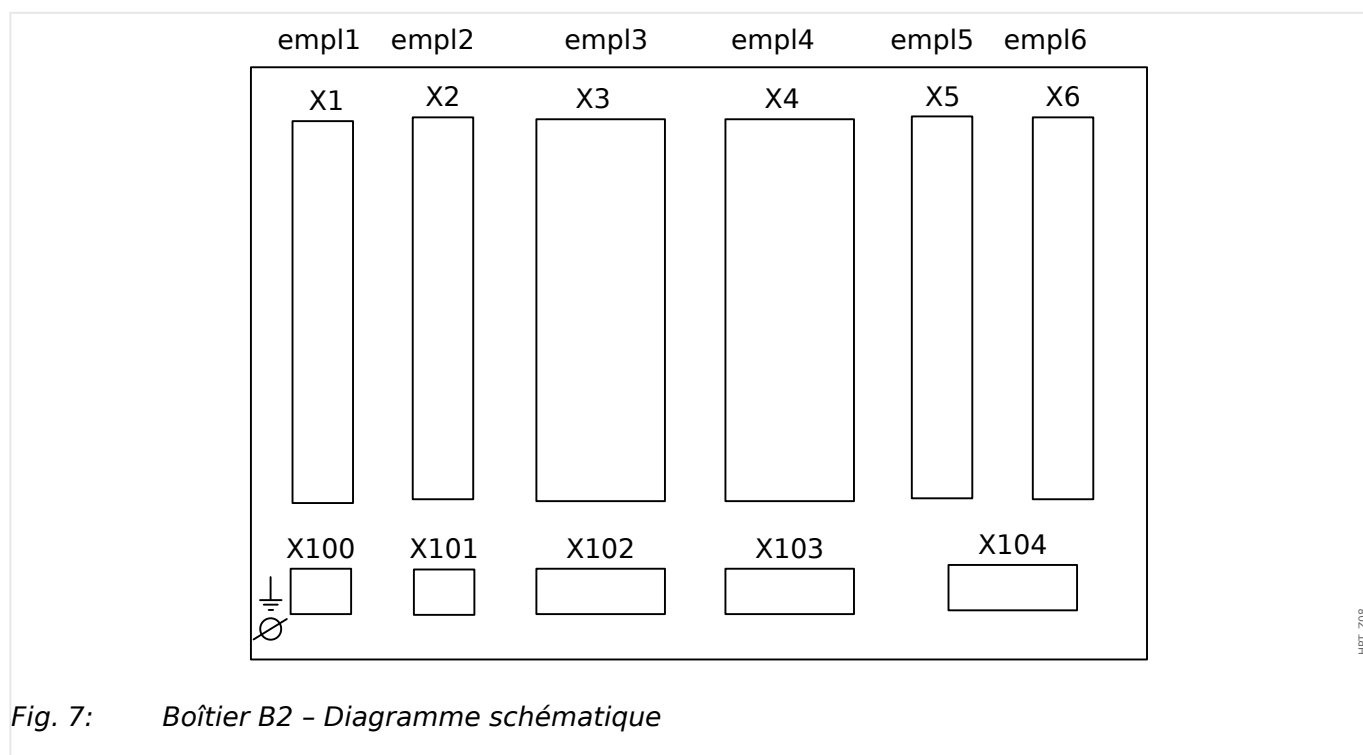 empl1 empl2 empl3 empl4 empl5 empl6
X1 X2 X3 X4 X5 X6
X100 X101 X102 X103 X104
Fig. 7: Boîtier B2 – Diagramme schématique